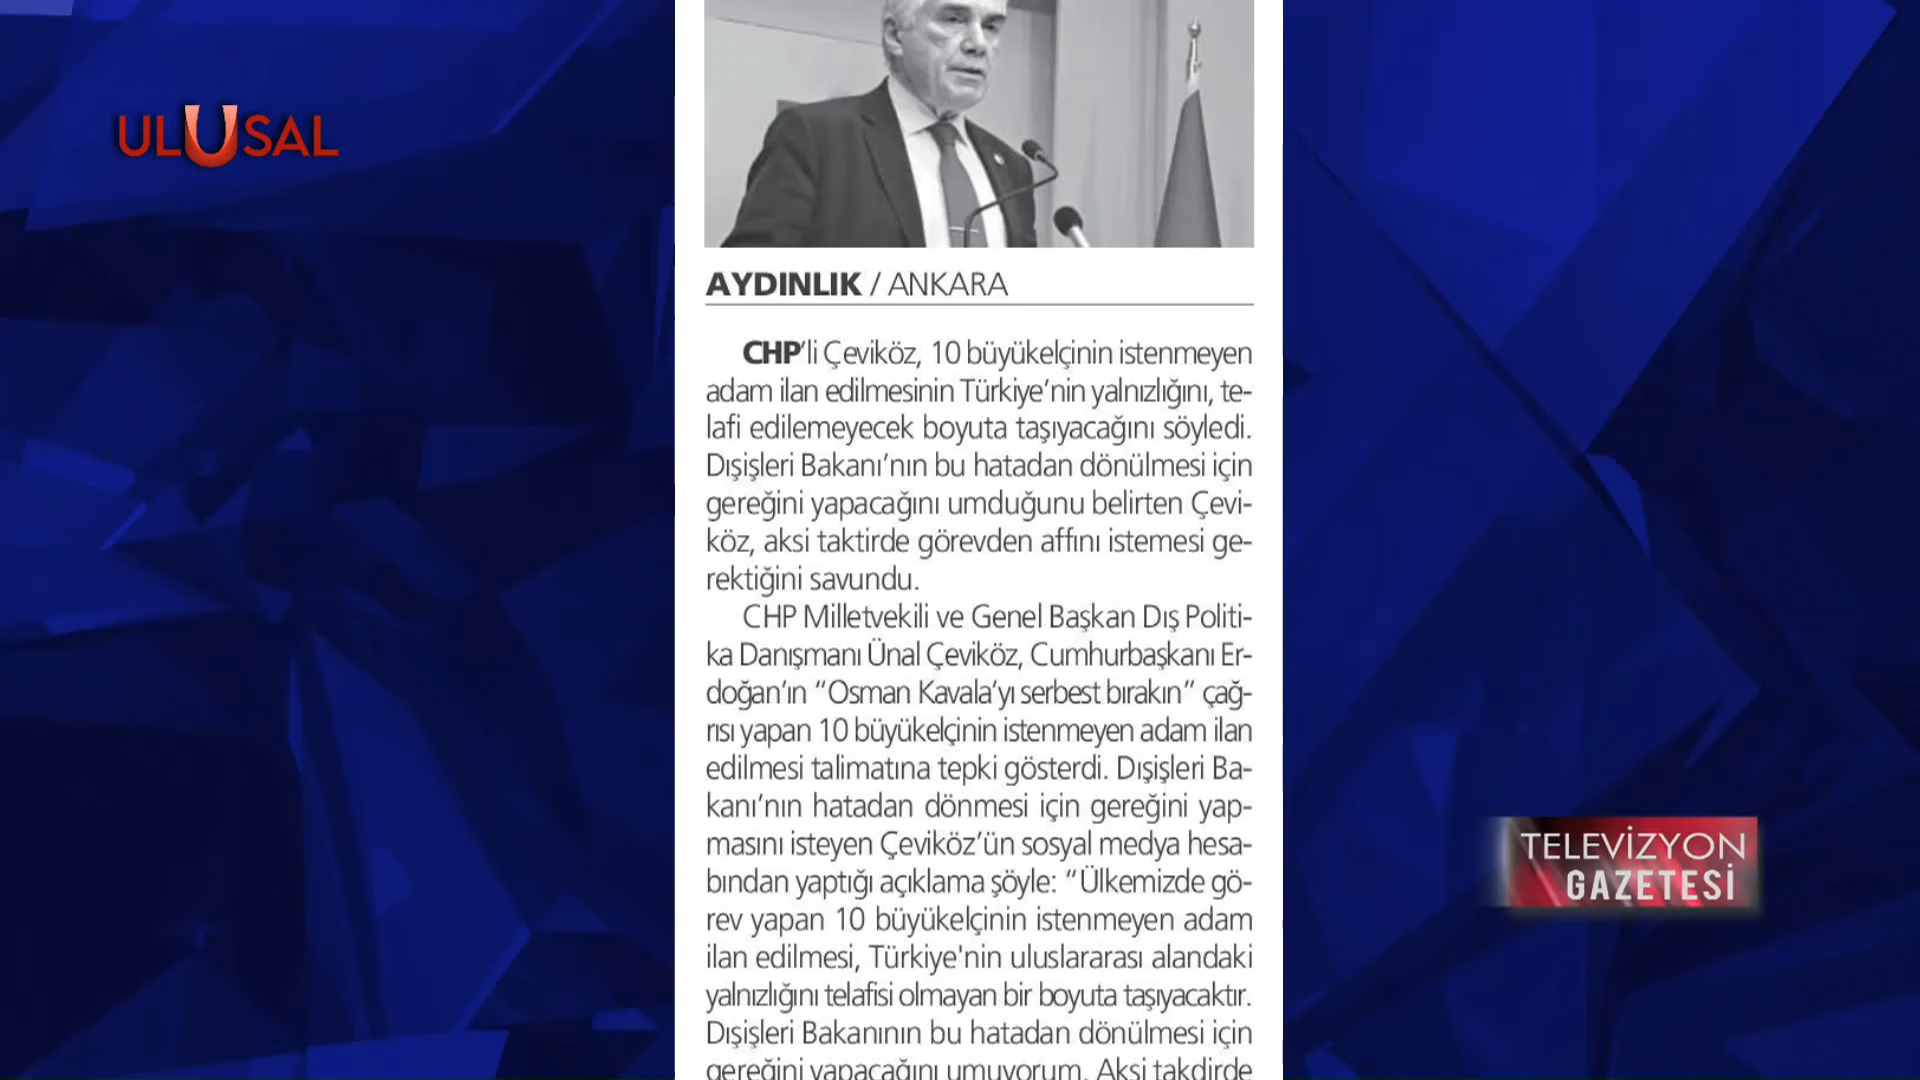 ULUSAL
AYDINLIK / ANKARA
CHP'li Çeviköz, 10 büyükelçinin istenmeyen
adam ilan edilmesinin Türkiye'nin yalnızlığını, te-
lafi edilemeyecek boyuta taşıyacağını söyledi.
Dışişleri Bakanı'nın bu hatadan dönülmesi için
gereğini yapacağını umduğunu belirten Çevi-
köz, aksi taktirde görevden affını istemesi ge-
rektiğini savundu.
CHP Milletvekili ve Genel Başkan Dış Politi-
ka Danışmanı Ünal Çeviköz, Cumhurbaşkanı Er-
doğan'ın “Osman Kavala'yı serbest bırakın” çağ-
rısı yapan 10 büyükelçinin istenmeyen adam ilan
edilmesi talimatına tepki gösterdi. Dışişleri Ba-
kanı'nın hatadan dönmesi için gereğini yap-
masını isteyen Çeviköz'ün sosyal medya hesa-
bından yaptığı açıklama şöyle: “Ülkemizde gö-
rev yapan 10 büyükelçinin istenmeyen adam
ilan edilmesi, Türkiye'nin uluslararası alandaki
yalnızlığını telafisi olmayan bir boyuta taşıyacaktır.
Dışişleri Bakanının bu hatadan dönülmesi için
gereğini yapacağını umuyorum. Aksi takdirde
TELEVİZYON
GAZETESİ